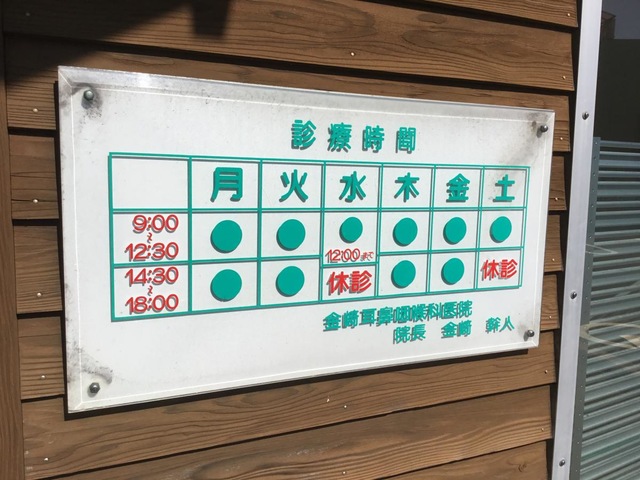 診療時間
月 火 水 木 金 土
9:00〜12:30 ● ● ● ● ● ●
12:00まで
14:30〜18:00 ● ● 休診 ● ● 休診
金崎耳鼻咽喉科医院
院長 金崎 幹人